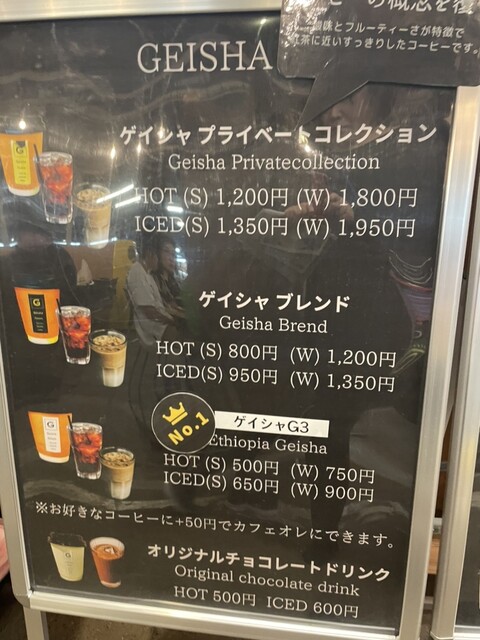 の概念を
酸味とフルーティーさが特徴で
紅茶に近いすっきりしたコーヒーです。
GEISHA
ゲイシャ プライベートコレクション
Geisha Privatecollection
HOT (S) 1,200円 (W) 1,800円
ICED(S) 1,350円 (W) 1,950円
ゲイシャ ブレンド
Geisha Brend
HOT (S) 800円 (W) 1,200円
ICED(S) 950円 (W) 1,350円
No.1
ゲイシャG3
Ethiopia Geisha
HOT (S) 500円 (W) 750円
ICED(S) 650円 (W) 900円
※お好きなコーヒーに+50円でカフェオレにできます。
オリジナルチョコレートドリンク
Original chocolate drink
HOT 500円 ICED 600円